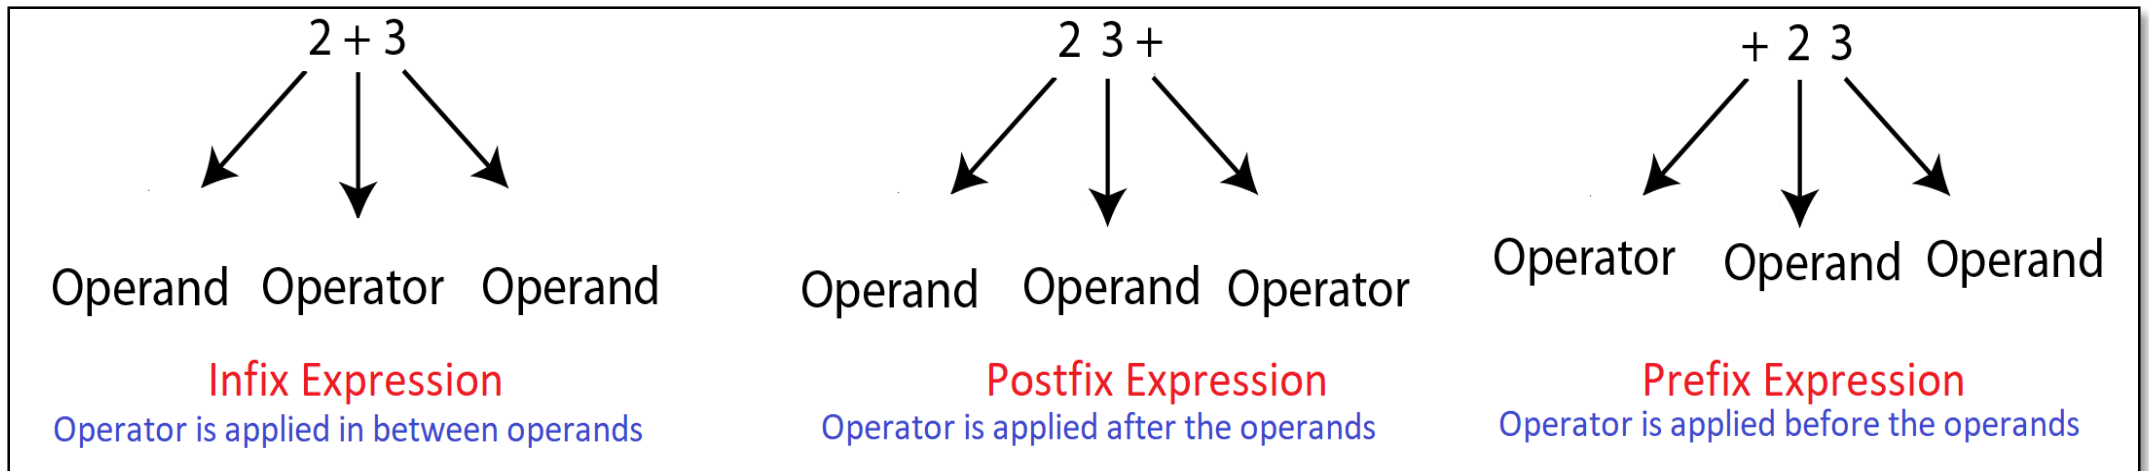 2 + 3
Operand Operator Operand
Infix Expression
Operator is applied in between operands
2 3 +
Operand Operand Operator
Postfix Expression
Operator is applied after the operands
+ 2 3
Operator Operand Operand
Prefix Expression
Operator is applied before the operands